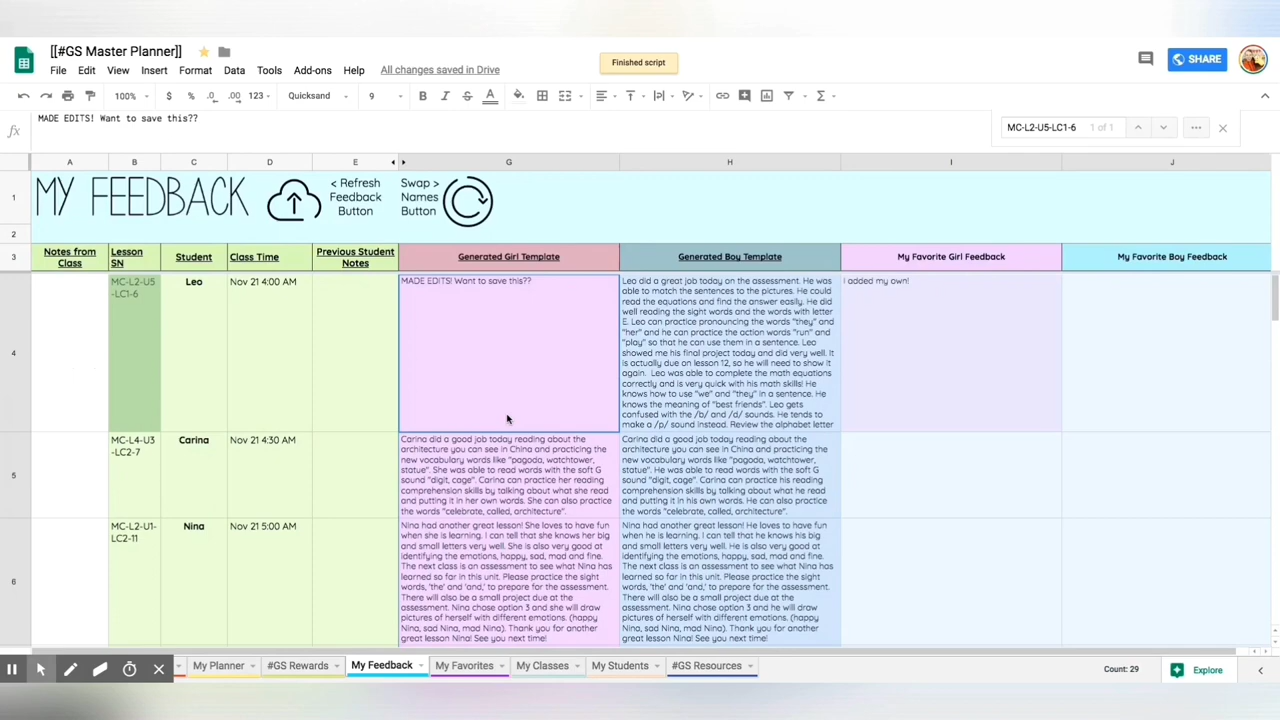 [[#GS Master Planner]]
Finished script
SHARE
File Edit View Insert Format Data Tools Add-ons Help All changes saved in Drive
100% $ % .0 .00 123 Quicksand 9 B I S A
fx MADE EDITS! Want to save this??
MC-L2-U5-LC1-6 1 of 1
A B C D E G H I J
1
MY FEEDBACK
< Refresh
Feedback
Button
Swap >
Names
Button
2
3
Notes from
Class
Lesson
SN
Student
Class Time
Previous Student
Notes
Generated Girl Template
Generated Boy Template
My Favorite Girl Feedback
My Favorite Boy Feedback
4
MC-L2-U5
-LC1-6
Leo
Nov 21 4:00 AM
MADE EDITS! Want to save this??
Leo did a great job today on the assessment. He was
able to match the sentences to the pictures. He could
read the equations and find the answer easily. He did
well reading the sight words and the words with letter
E. Leo can practice pronouncing the words "they" and
"her" and he can practice the action words "run" and
"play" so that he can use them in a sentence. Leo
showed me his final project today and did very well. It
is actually due on lesson 12, so he will need to show it
again. Leo was able to complete the math equations
correctly and is very quick with his math skills! He
knows how to use "we" and "they" in a sentence. He
knows the meaning of "best friends". Leo gets
confused with the /b/ and /d/ sounds. He tends to
make a /p/ sound instead. Review the alphabet letter
I added my own!
5
MC-L4-U3
-LC2-7
Carina
Nov 21 4:30 AM
Carina did a good job today reading about the
architecture you can see in China and practicing the
new vocabulary words like "pagoda, watchtower,
statue". She was able to read words with the soft G
sound "digit, cage". Carina can practice her reading
comprehension skills by talking about what she read
and putting it in her own words. She can also practice
the words "celebrate, called, architecture".
Carina did a good job today reading about the
architecture you can see in China and practicing the
new vocabulary words like "pagoda, watchtower,
statue". He was able to read words with the soft G
sound "digit, cage". Carina can practice his reading
comprehension skills by talking about what he read
and putting it in his own words. He can also practice
the words "celebrate, called, architecture".
6
MC-L2-U1-
LC2-11
Nina
Nov 21 5:00 AM
Nina had another great lesson! She loves to have fun
when she is learning. I can tell that she knows her big
and small letters very well. She is also very good at
identifying the emotions, happy, sad, mad and fine.
The next class is an assessment to see what Nina has
learned so far in this unit. Please practice the sight
words, 'the' and 'and,' to prepare for the assessment.
There will also be a small project due at the
assessment. Nina chose option 3 and she will draw
pictures of herself with different emotions. (happy
Nina, sad Nina, mad Nina). Thank you for another
great lesson Nina! See you next time!
Nina had another great lesson! He loves to have fun
when he is learning. I can tell that he knows his big
and small letters very well. He is also very good at
identifying the emotions, happy, sad, mad and fine.
The next class is an assessment to see what Nina has
learned so far in this unit. Please practice the sight
words, 'the' and 'and,' to prepare for the assessment.
There will also be a small project due at the
assessment. Nina chose option 3 and he will draw
pictures of herself with different emotions. (happy
Nina, sad Nina, mad Nina). Thank you for another
great lesson Nina! See you next time!
My Planner #GS Rewards My Feedback My Favorites My Classes My Students #GS Resources
Count: 29
Explore